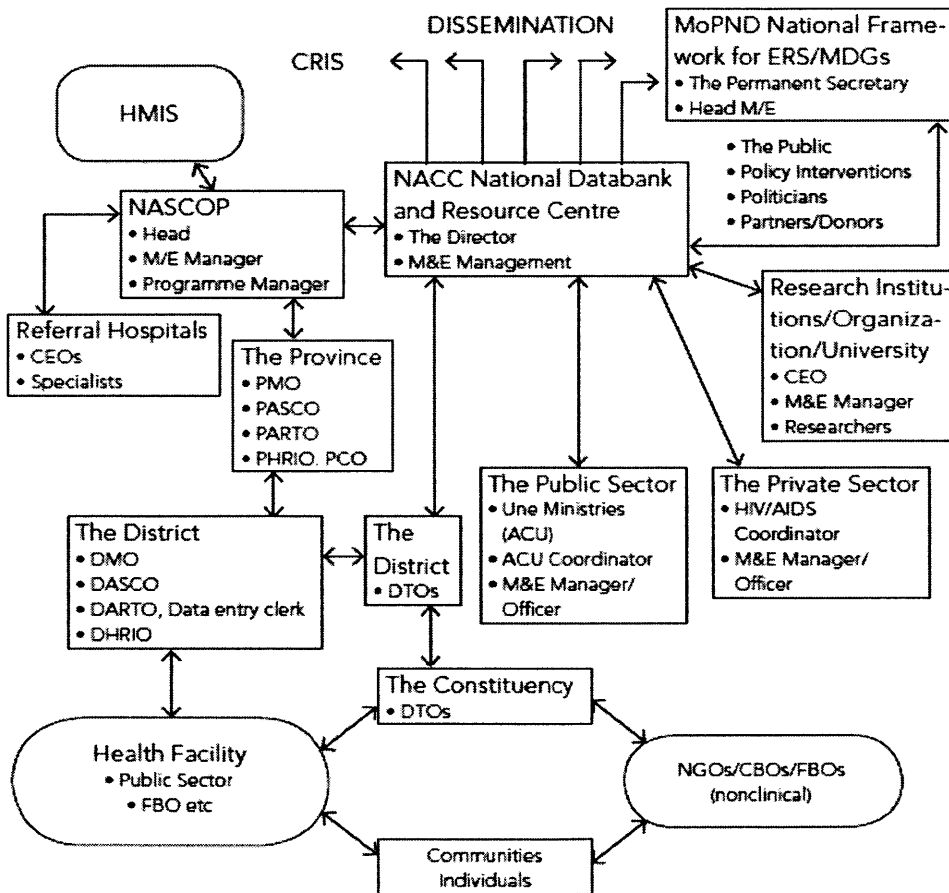 DISSEMINATION
CRIS
MoPND National Frame-
work for ERS/MDGs
• The Permanent Secretary
• Head M/E
HMIS
• The Public
• Policy Interventions
• Politicians
• Partners/Donors
NACC National Databank
and Resource Centre
• The Director
• M&E Management
NASCOP
• Head
• M/E Manager
• Programme Manager
Referral Hospitals
• CEOs
• Specialists
The Province
• PMO
• PASCO
• PARTO
• PHRIO. PCO
Research Institu-
tions/Organiza-
tion/University
• CEO
• M&E Manager
• Researchers
The Public Sector
• Une Ministries
(ACU)
• ACU Coordinator
• M&E Manager/
Officer
The Private Sector
• HIV/AIDS
Coordinator
• M&E Manager/
Officer
The District
• DMO
• DASCO
• DARTO, Data entry clerk
• DHRIO
The
District
• DTOs
The Constituency
• DTOs
Health Facility
• Public Sector
• FBO etc
NGOs/CBOs/FBOs
(nonclinical)
Communities
Individuals